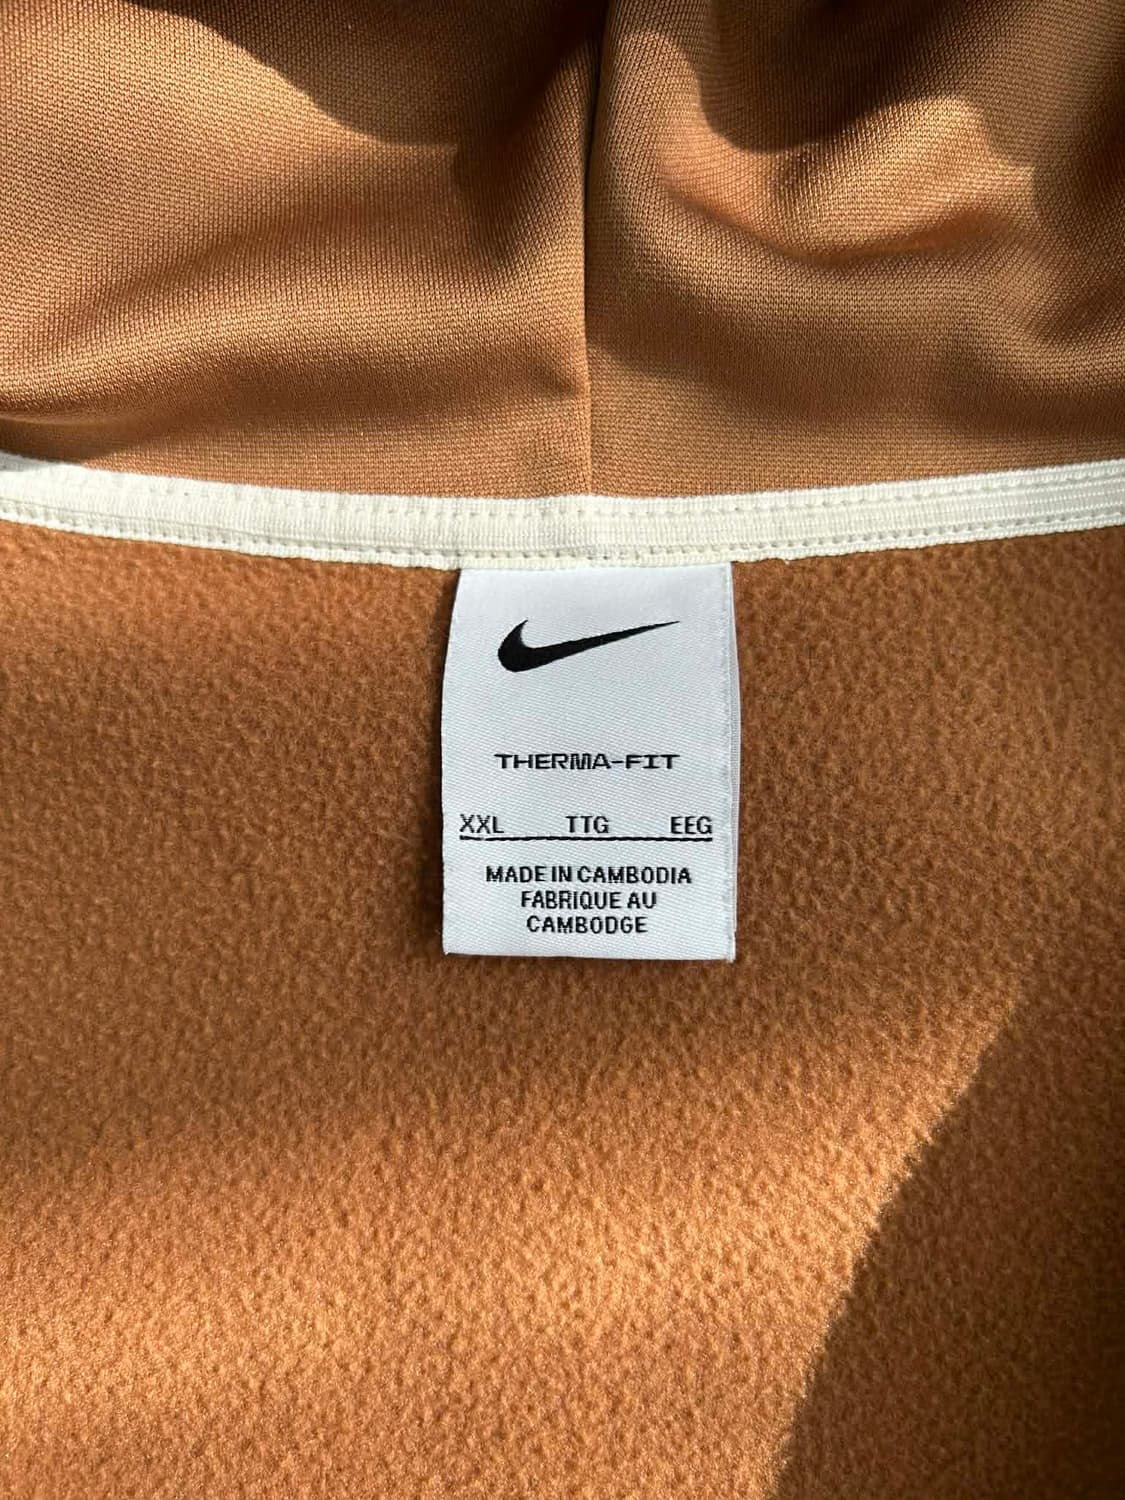 THERMA-FIT
XXL TTG EEG
MADE IN CAMBODIA
FABRIQUE AU
CAMBODGE